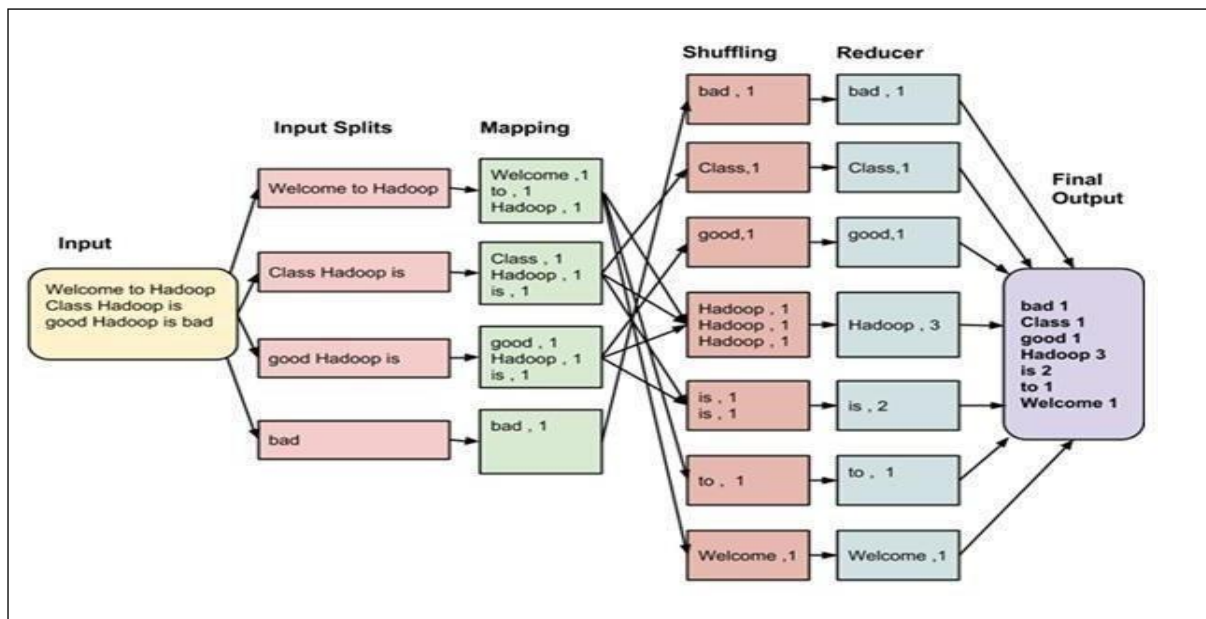 Input
Welcome to Hadoop
Class Hadoop is
good Hadoop is bad
Input Splits
Welcome to Hadoop
Class Hadoop is
good Hadoop is
bad
Mapping
Welcome ,1
to , 1
Hadoop , 1
Class , 1
Hadoop , 1
is , 1
good , 1
Hadoop , 1
is , 1
bad , 1
Shuffling
bad , 1
Class,1
good,1
Hadoop , 1
Hadoop , 1
Hadoop , 1
is , 1
is , 1
to , 1
Welcome ,1
Reducer
bad , 1
Class,1
good,1
Hadoop , 3
is , 2
to , 1
Welcome ,1
Final
Output
bad 1
Class 1
good 1
Hadoop 3
is 2
to 1
Welcome 1